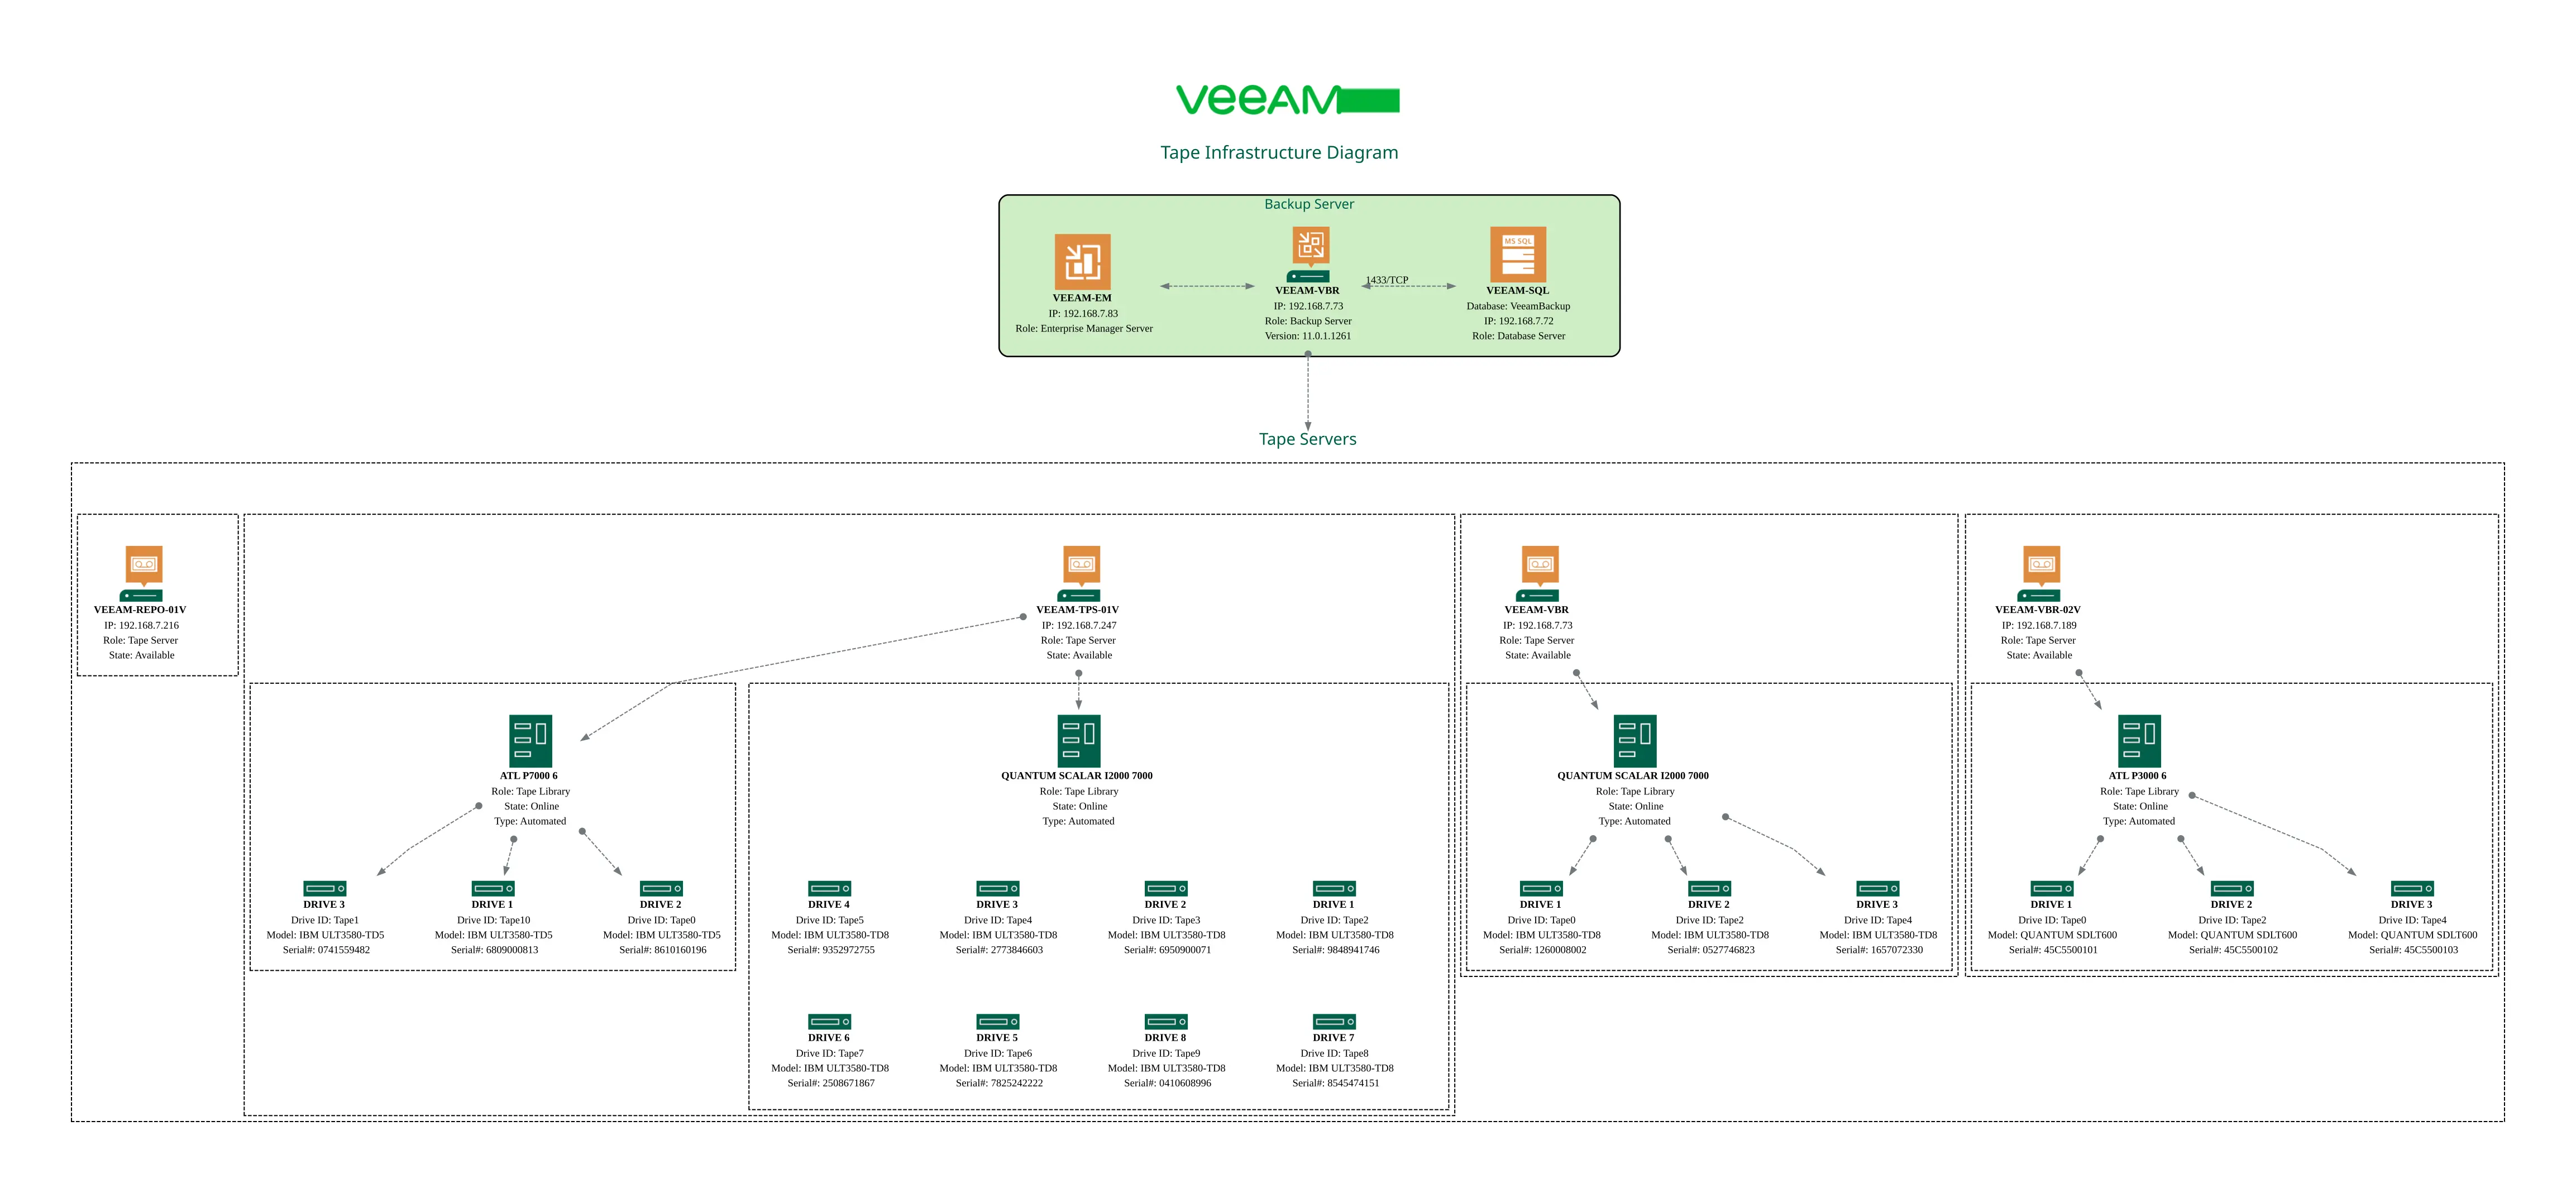 veeAM
Tape Infrastructure Diagram
Backup Server
MS SQL
VEEAM-EM
IP: 192.168.7.83
Role: Enterprise Manager Server
VEEAM-VBR
IP: 192.168.7.73
Role: Backup Server
Version: 11.0.1.1261
1433/TCP
VEEAM-SQL
Database: VeeamBackup
IP: 192.168.7.72
Role: Database Server
Tape Servers
VEEAM-REPO-01V
IP: 192.168.7.216
Role: Tape Server
State: Available
VEEAM-TPS-01V
IP: 192.168.7.247
Role: Tape Server
State: Available
VEEAM-VBR
IP: 192.168.7.73
Role: Tape Server
State: Available
VEEAM-VBR-02V
IP: 192.168.7.189
Role: Tape Server
State: Available
ATL P7000 6
Role: Tape Library
State: Online
Type: Automated
QUANTUM SCALAR I2000 7000
Role: Tape Library
State: Online
Type: Automated
QUANTUM SCALAR I2000 7000
Role: Tape Library
State: Online
Type: Automated
ATL P3000 6
Role: Tape Library
State: Online
Type: Automated
DRIVE 3
Drive ID: Tape1
Model: IBM ULT3580-TD5
Serial#: 0741559482
DRIVE 1
Drive ID: Tape10
Model: IBM ULT3580-TD5
Serial#: 6809000813
DRIVE 2
Drive ID: Tape0
Model: IBM ULT3580-TD5
Serial#: 8610160196
DRIVE 4
Drive ID: Tape5
Model: IBM ULT3580-TD8
Serial#: 9352972755
DRIVE 3
Drive ID: Tape4
Model: IBM ULT3580-TD8
Serial#: 2773846603
DRIVE 2
Drive ID: Tape3
Model: IBM ULT3580-TD8
Serial#: 6950900071
DRIVE 1
Drive ID: Tape2
Model: IBM ULT3580-TD8
Serial#: 9848941746
DRIVE 1
Drive ID: Tape0
Model: IBM ULT3580-TD8
Serial#: 1260008002
DRIVE 2
Drive ID: Tape2
Model: IBM ULT3580-TD8
Serial#: 0527746823
DRIVE 3
Drive ID: Tape4
Model: IBM ULT3580-TD8
Serial#: 1657072330
DRIVE 1
Drive ID: Tape0
Model: QUANTUM SDLT600
Serial#: 45C5500101
DRIVE 2
Drive ID: Tape2
Model: QUANTUM SDLT600
Serial#: 45C5500102
DRIVE 3
Drive ID: Tape4
Model: QUANTUM SDLT600
Serial#: 45C5500103
DRIVE 6
Drive ID: Tape7
Model: IBM ULT3580-TD8
Serial#: 2508671867
DRIVE 5
Drive ID: Tape6
Model: IBM ULT3580-TD8
Serial#: 7825242222
DRIVE 8
Drive ID: Tape9
Model: IBM ULT3580-TD8
Serial#: 0410608996
DRIVE 7
Drive ID: Tape8
Model: IBM ULT3580-TD8
Serial#: 8545474151